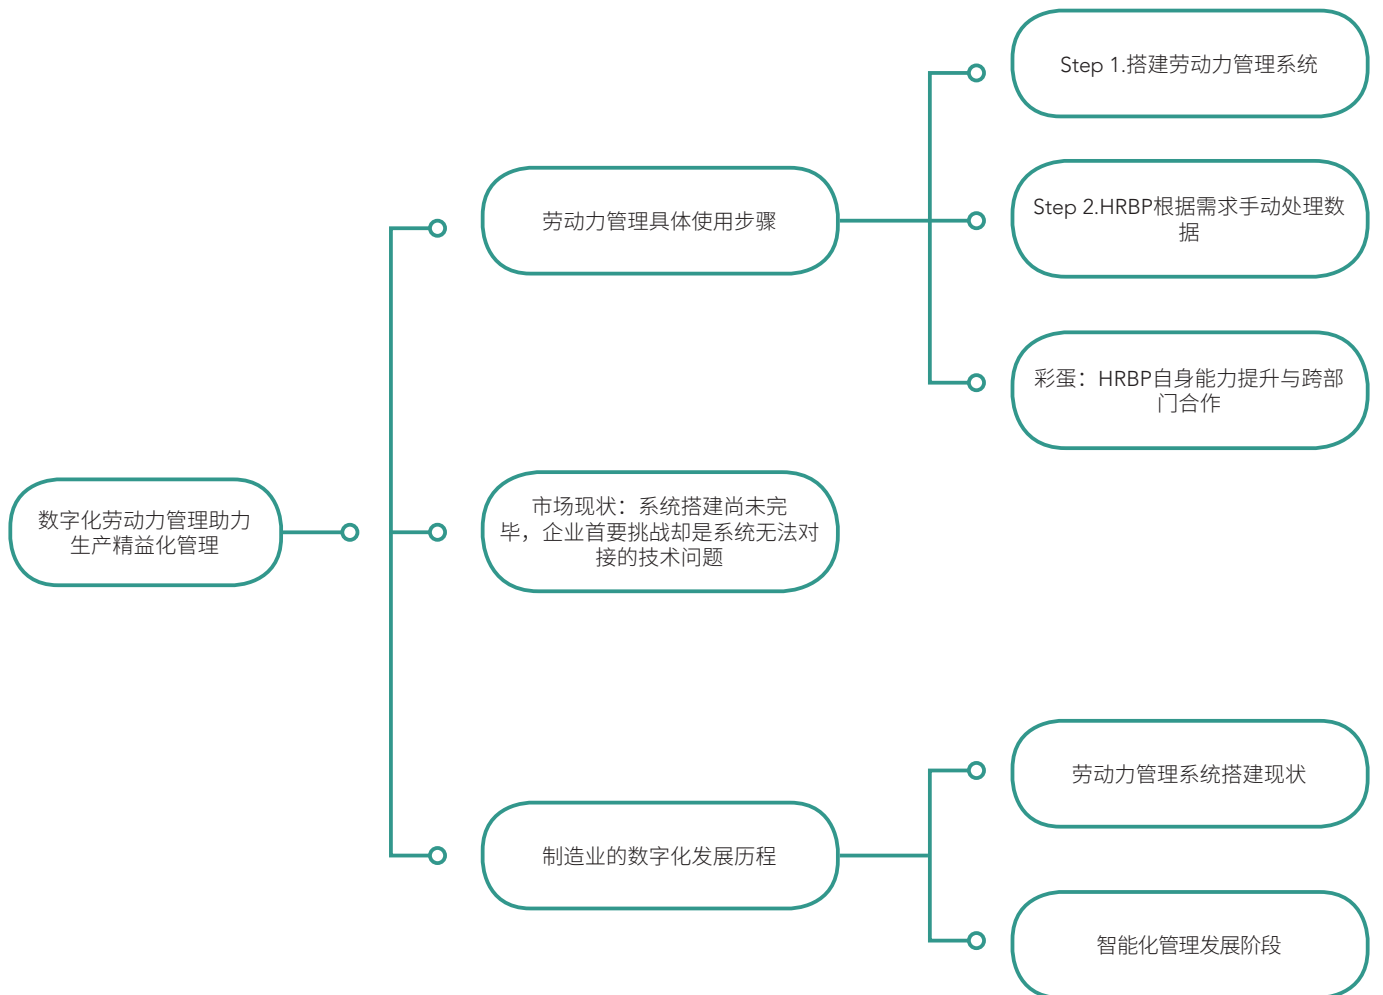 数字化劳动力管理助力
生产精益化管理
劳动力管理具体使用步骤
Step 1.搭建劳动力管理系统
Step 2.HRBP根据需求手动处理数
据
彩蛋：HRBP自身能力提升与跨部
门合作
市场现状：系统搭建尚未完
毕，企业首要挑战却是系统无法对
接的技术问题
制造业的数字化发展历程
劳动力管理系统搭建现状
智能化管理发展阶段